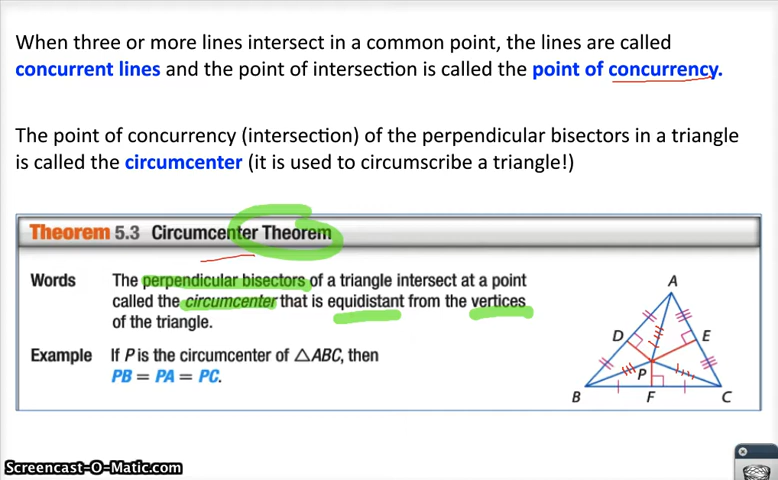 When three or more lines intersect in a common point, the lines are called
concurrent lines and the point of intersection is called the point of concurrency.
The point of concurrency (intersection) of the perpendicular bisectors in a triangle
is called the circumcenter (it is used to circumscribe a triangle!)
Theorem 5.3 Circumcenter Theorem
Words The perpendicular bisectors of a triangle intersect at a point
called the circumcenter that is equidistant from the vertices
of the triangle.
Example If P is the circumcenter of △ABC, then
PB = PA = PC.
A
D
E
P
B
F
C
Screencast-O-Matic.com